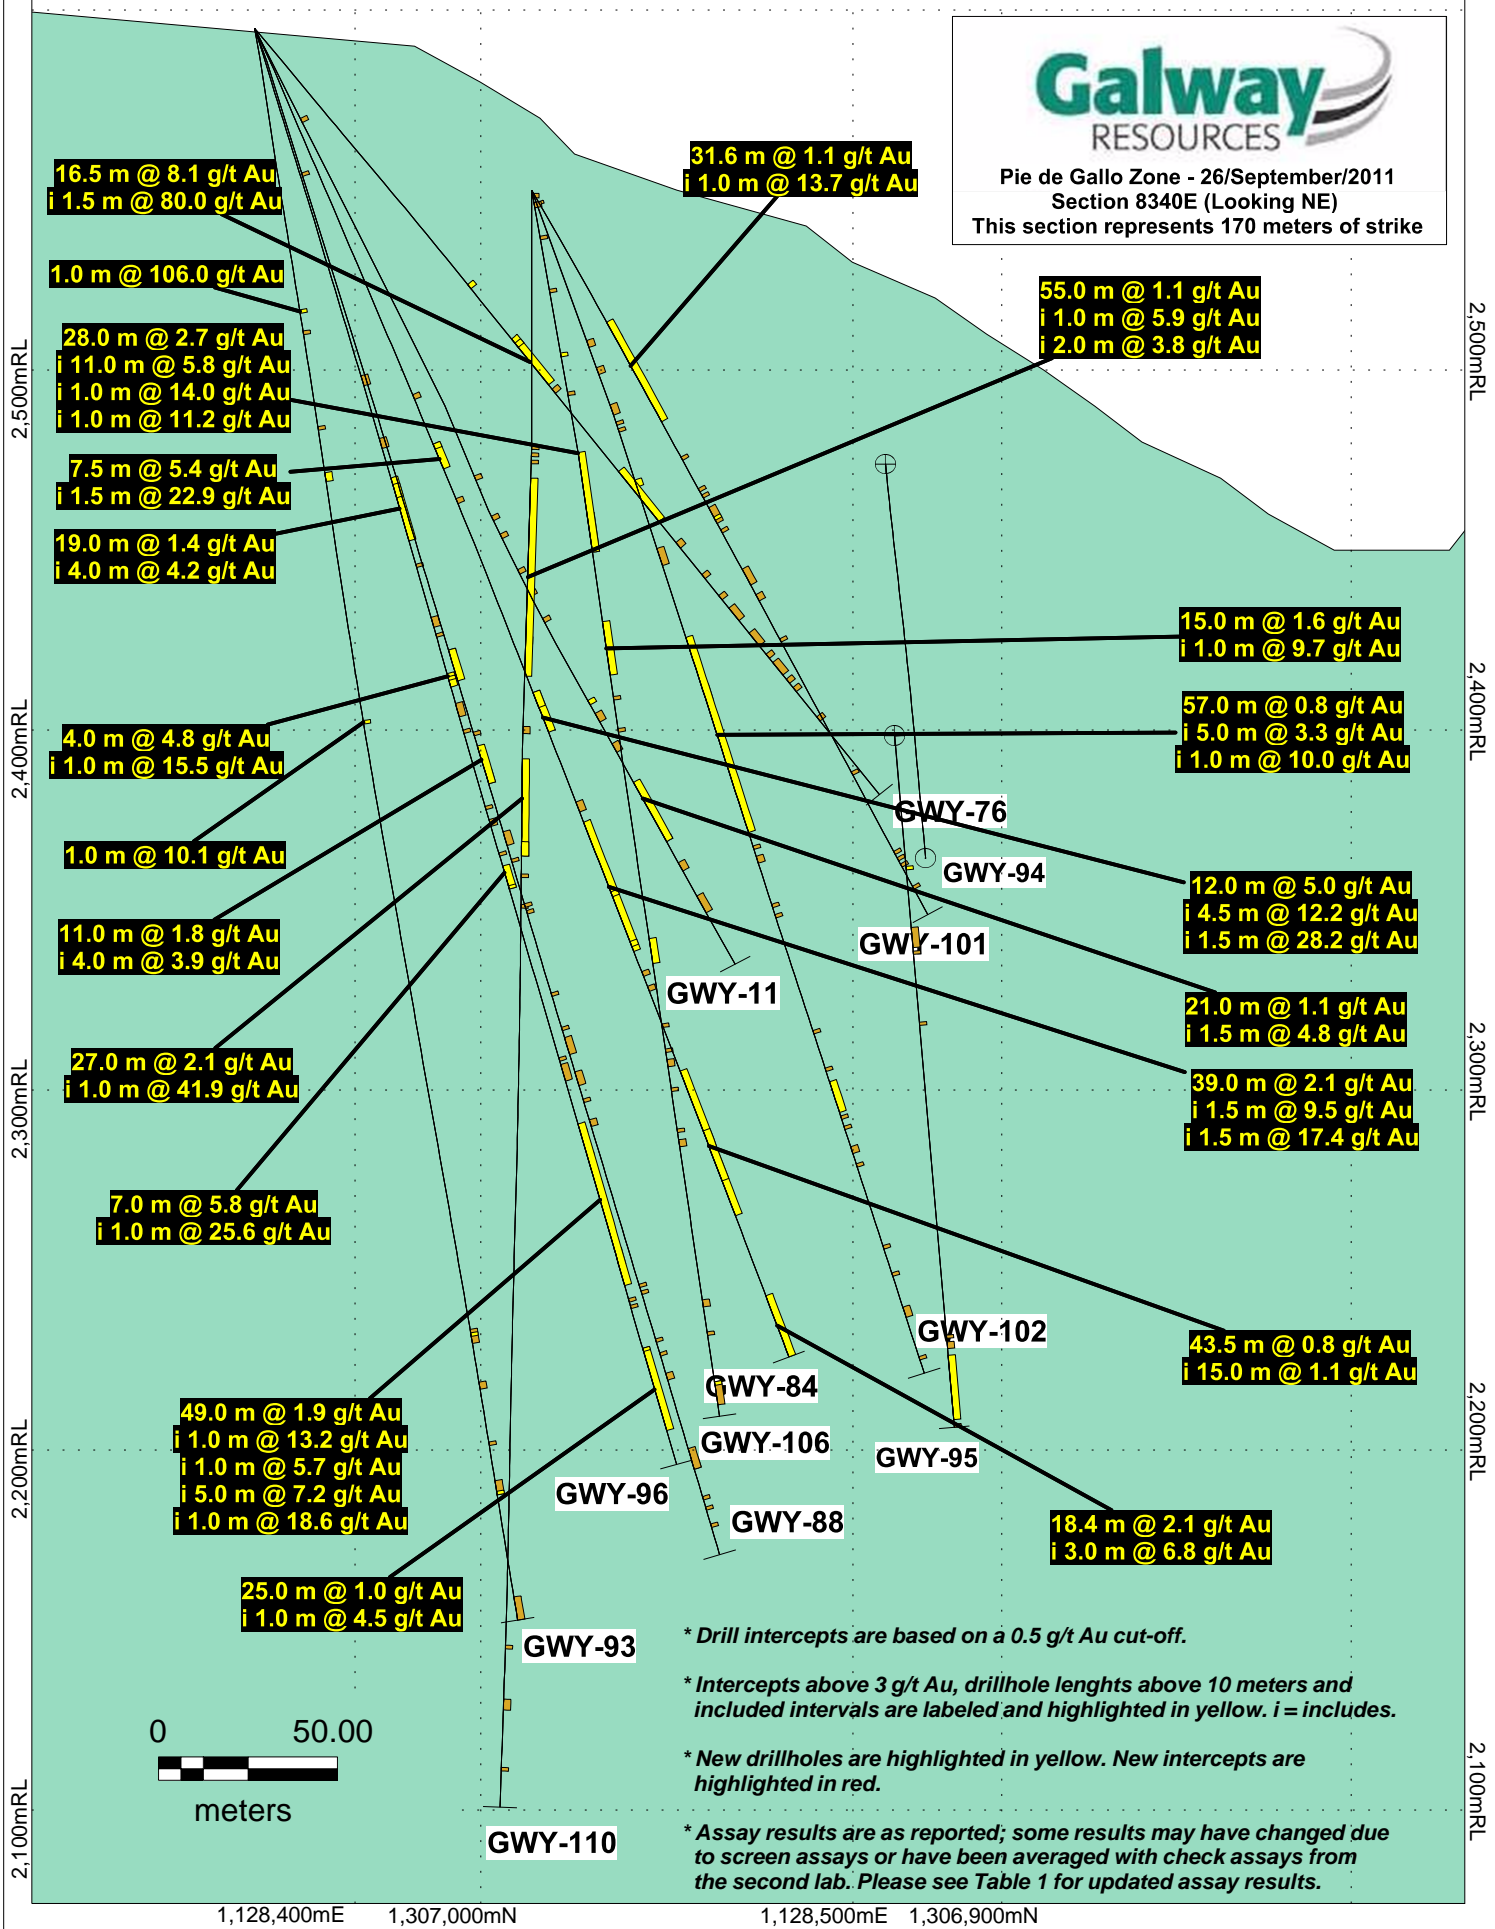 Galway
RESOURCES
Pie de Gallo Zone - 26/September/2011
Section 8340E (Looking NE)
This section represents 170 meters of strike
16.5 m @ 8.1 g/t Au
i 1.5 m @ 80.0 g/t Au
31.6 m @ 1.1 g/t Au
i 1.0 m @ 13.7 g/t Au
1.0 m @ 106.0 g/t Au
55.0 m @ 1.1 g/t Au
i 1.0 m @ 5.9 g/t Au
i 2.0 m @ 3.8 g/t Au
28.0 m @ 2.7 g/t Au
i 11.0 m @ 5.8 g/t Au
i 1.0 m @ 14.0 g/t Au
i 1.0 m @ 11.2 g/t Au
2,500mRL
2,500mRL
7.5 m @ 5.4 g/t Au
i 1.5 m @ 22.9 g/t Au
19.0 m @ 1.4 g/t Au
i 4.0 m @ 4.2 g/t Au
15.0 m @ 1.6 g/t Au
i 1.0 m @ 9.7 g/t Au
57.0 m @ 0.8 g/t Au
i 5.0 m @ 3.3 g/t Au
i 1.0 m @ 10.0 g/t Au
4.0 m @ 4.8 g/t Au
i 1.0 m @ 15.5 g/t Au
2,400mRL
2,400mRL
GWY-76
1.0 m @ 10.1 g/t Au
GWY-94
12.0 m @ 5.0 g/t Au
i 4.5 m @ 12.2 g/t Au
i 1.5 m @ 28.2 g/t Au
11.0 m @ 1.8 g/t Au
i 4.0 m @ 3.9 g/t Au
GWY-101
GWY-11
21.0 m @ 1.1 g/t Au
i 1.5 m @ 4.8 g/t Au
27.0 m @ 2.1 g/t Au
i 1.0 m @ 41.9 g/t Au
39.0 m @ 2.1 g/t Au
i 1.5 m @ 9.5 g/t Au
i 1.5 m @ 17.4 g/t Au
2,300mRL
2,300mRL
7.0 m @ 5.8 g/t Au
i 1.0 m @ 25.6 g/t Au
GWY-102
43.5 m @ 0.8 g/t Au
i 15.0 m @ 1.1 g/t Au
GWY-84
49.0 m @ 1.9 g/t Au
i 1.0 m @ 13.2 g/t Au
i 1.0 m @ 5.7 g/t Au
i 5.0 m @ 7.2 g/t Au
i 1.0 m @ 18.6 g/t Au
GWY-106
GWY-95
2,200mRL
2,200mRL
GWY-96
GWY-88
18.4 m @ 2.1 g/t Au
i 3.0 m @ 6.8 g/t Au
25.0 m @ 1.0 g/t Au
i 1.0 m @ 4.5 g/t Au
GWY-93
* Drill intercepts are based on a 0.5 g/t Au cut-off.
* Intercepts above 3 g/t Au, drillhole lenghts above 10 meters and
included intervals are labeled and highlighted in yellow. i = includes.
* New drillholes are highlighted in yellow. New intercepts are
highlighted in red.
* Assay results are as reported; some results may have changed due
to screen assays or have been averaged with check assays from
the second lab. Please see Table 1 for updated assay results.
0 50.00
meters
GWY-110
2,100mRL
2,100mRL
1,128,400mE 1,307,000mN 1,128,500mE 1,306,900mN